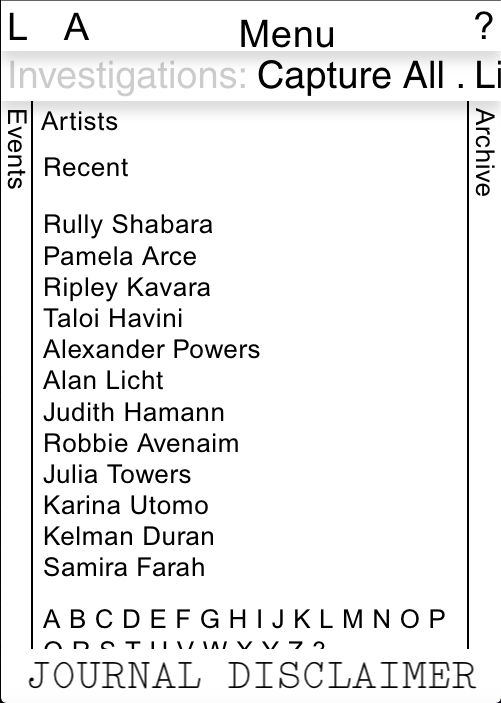 L A Menu ?
Investigations: Capture All . Li
Events
Artists
Archive
Recent
Rully Shabara
Pamela Arce
Ripley Kavara
Taloi Havini
Alexander Powers
Alan Licht
Judith Hamann
Robbie Avenaim
Julia Towers
Karina Utomo
Kelman Duran
Samira Farah
A B C D E F G H I J K L M N O P
Q R S T U V W X Y Z ?
JOURNAL DISCLAIMER